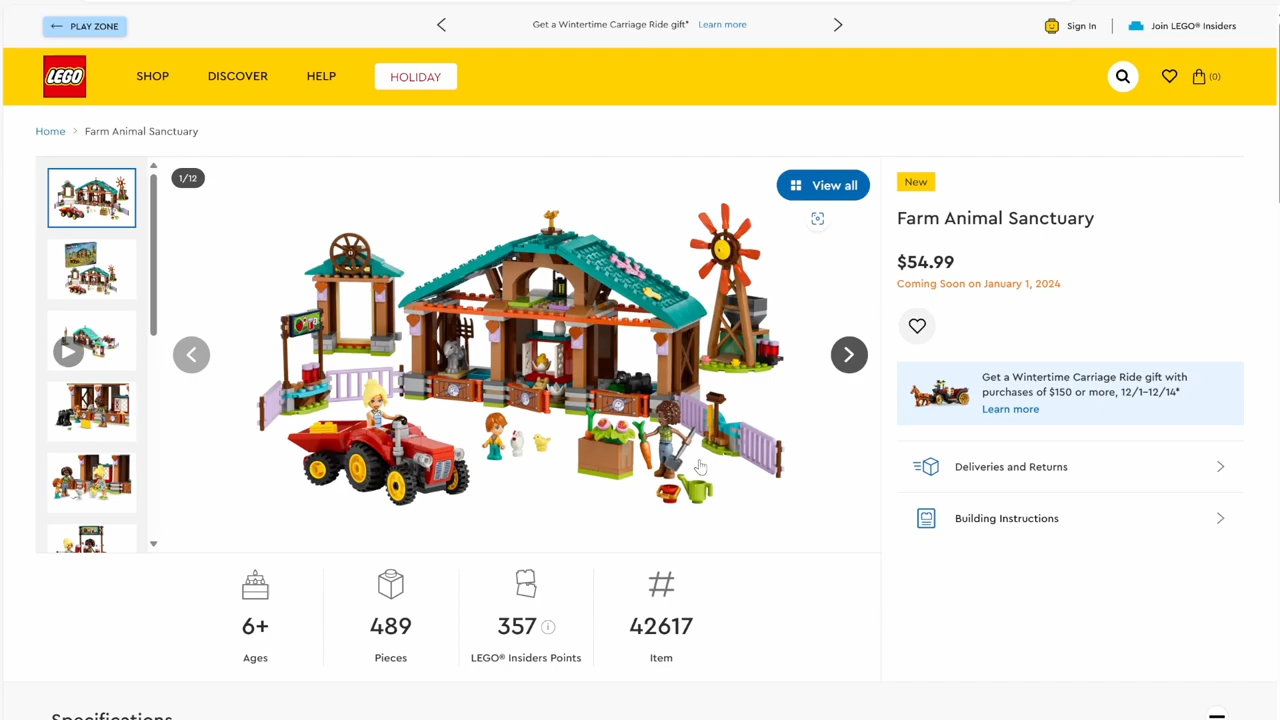 ← PLAY ZONE
Get a Wintertime Carriage Ride gift* Learn more
Sign In
Join LEGO® Insiders
LEGO
SHOP
DISCOVER
HELP
HOLIDAY
(0)
Home > Farm Animal Sanctuary
1/12
View all
New
Farm Animal Sanctuary
$54.99
Coming Soon on January 1, 2024
Get a Wintertime Carriage Ride gift with
purchases of $150 or more, 12/1-12/14*
Learn more
Deliveries and Returns
Building Instructions
6+
Ages
489
Pieces
357
LEGO® Insiders Points
#
42617
Item
Specifications